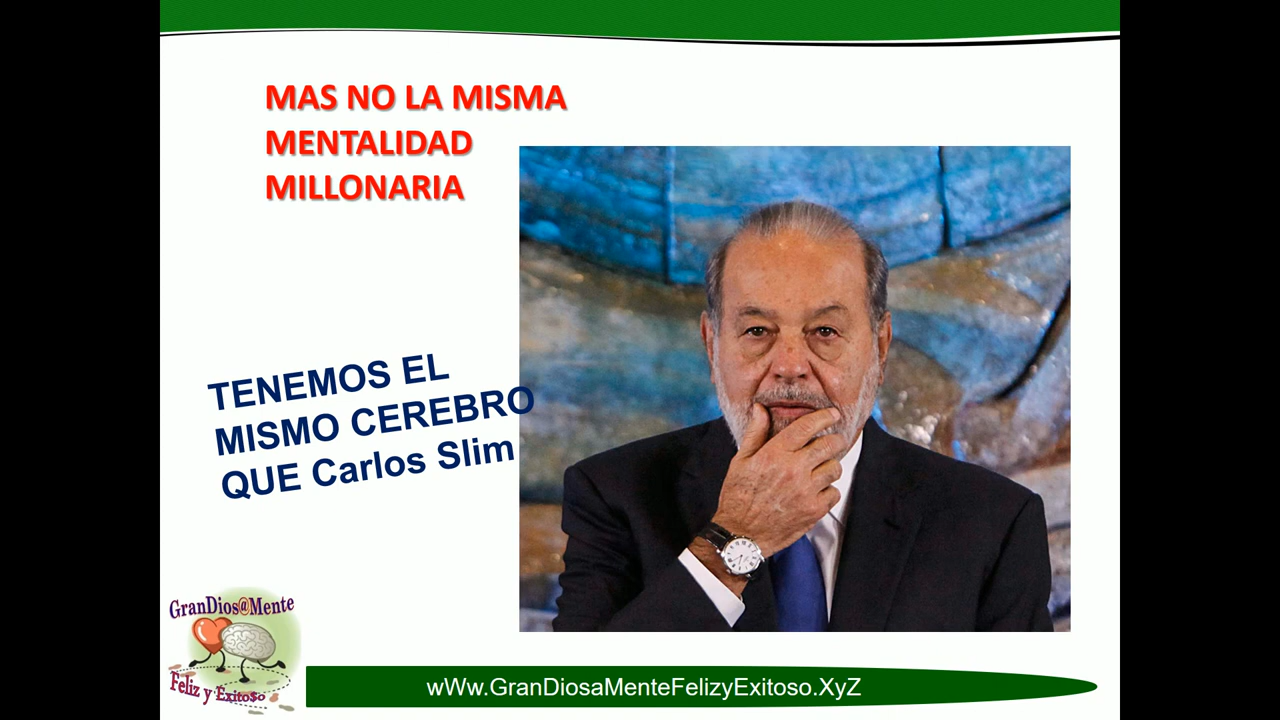 MAS NO LA MISMA
MENTALIDAD
MILLONARIA
TENEMOS EL
MISMO CEREBRO
QUE Carlos Slim
GranDios@Mente
Feliz y Exito$o
wWw.GranDiosaMenteFelizyExitoso.XyZ